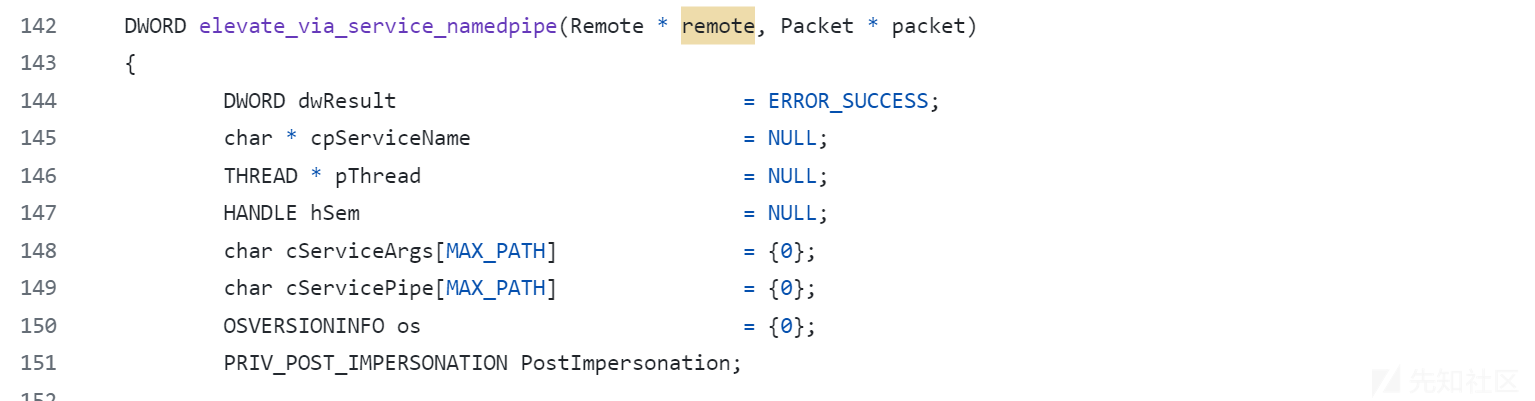 142 DWORD elevate_via_service_namedpipe(Remote * remote, Packet * packet)
143 {
144 DWORD dwResult = ERROR_SUCCESS;
145 char * cpServiceName = NULL;
146 THREAD * pThread = NULL;
147 HANDLE hSem = NULL;
148 char cServiceArgs[MAX_PATH] = {0};
149 char cServicePipe[MAX_PATH] = {0};
150 OSVERSIONINFO os = {0};
151 PRIV_POST_IMPERSONATION PostImpersonation;
152
先知社区